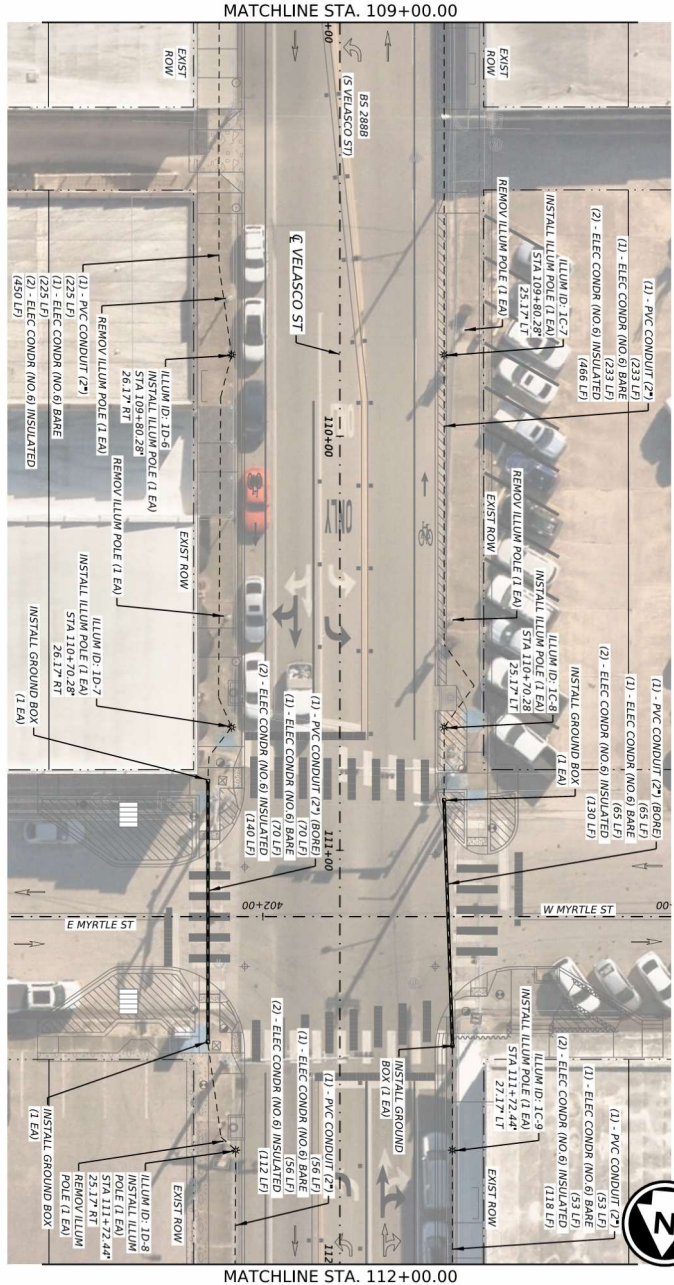 MATCHLINE STA. 109+00.00
EXIST
ROW
+00
BS 288B
(S VELASCO ST)
EXIST
ROW
℄ VELASCO ST
(1) - PVC CONDUIT (2")
(225 LF)
(1) - ELEC CONDR (NO.6) BARE
(225 LF)
(2) - ELEC CONDR (NO.6) INSULATED
(450 LF)
REMOV ILLUM POLE (1 EA)
ILLUM ID: 1D-6
INSTALL ILLUM POLE (1 EA)
STA 109+80.28"
26.17" RT
REMOV ILLUM POLE (1 EA)
EXIST ROW
ILLUM ID: 1D-7
INSTALL ILLUM POLE (1 EA)
STA 110+70.28"
26.17" RT
INSTALL GROUND BOX
(1 EA)
(1) - PVC CONDUIT (2")
(233 LF)
(1) - ELEC CONDR (NO.6) BARE
(233 LF)
(2) - ELEC CONDR (NO.6) INSULATED
(466 LF)
ILLUM ID: 1C-7
INSTALL ILLUM POLE (1 EA)
STA 109+80.28"
25.17" LT
REMOV ILLUM POLE (1 EA)
110+00
ONLY
REMOV ILLUM POLE (1 EA)
EXIST ROW
ILLUM ID: 1C-8
INSTALL ILLUM POLE (1 EA)
STA 110+70.28
25.17" LT
INSTALL GROUND BOX
(1 EA)
(1) - PVC CONDUIT (2") (BORE)
(65 LF)
(1) - ELEC CONDR (NO.6) BARE
(65 LF)
(2) - ELEC CONDR (NO.6) INSULATED
(130 LF)
(1) - PVC CONDUIT (2") (BORE)
(70 LF)
(1) - ELEC CONDR (NO.6) BARE
(70 LF)
(2) - ELEC CONDR (NO.6) INSULATED
(140 LF)
111+00
402+00
E MYRTLE ST
W MYRTLE ST
00
INSTALL GROUND BOX
(1 EA)
ILLUM ID: 1D-8
INSTALL ILLUM
POLE (1 EA)
STA 111+72.44"
25.17" RT
REMOV ILLUM
POLE (1 EA)
EXIST ROW
(1) - PVC CONDUIT (2")
(56 LF)
(1) - ELEC CONDR (NO.6) BARE
(56 LF)
(2) - ELEC CONDR (NO.6) INSULATED
(112 LF)
INSTALL GROUND
BOX (1 EA)
ILLUM ID: 1C-9
INSTALL ILLUM POLE (1 EA)
STA 111+72.44"
27.17" LT
(1) - PVC CONDUIT (2")
(53 LF)
(1) - ELEC CONDR (NO.6) BARE
(53 LF)
(2) - ELEC CONDR (NO.6) INSULATED
(118 LF)
EXIST ROW
112
N
MATCHLINE STA. 112+00.00